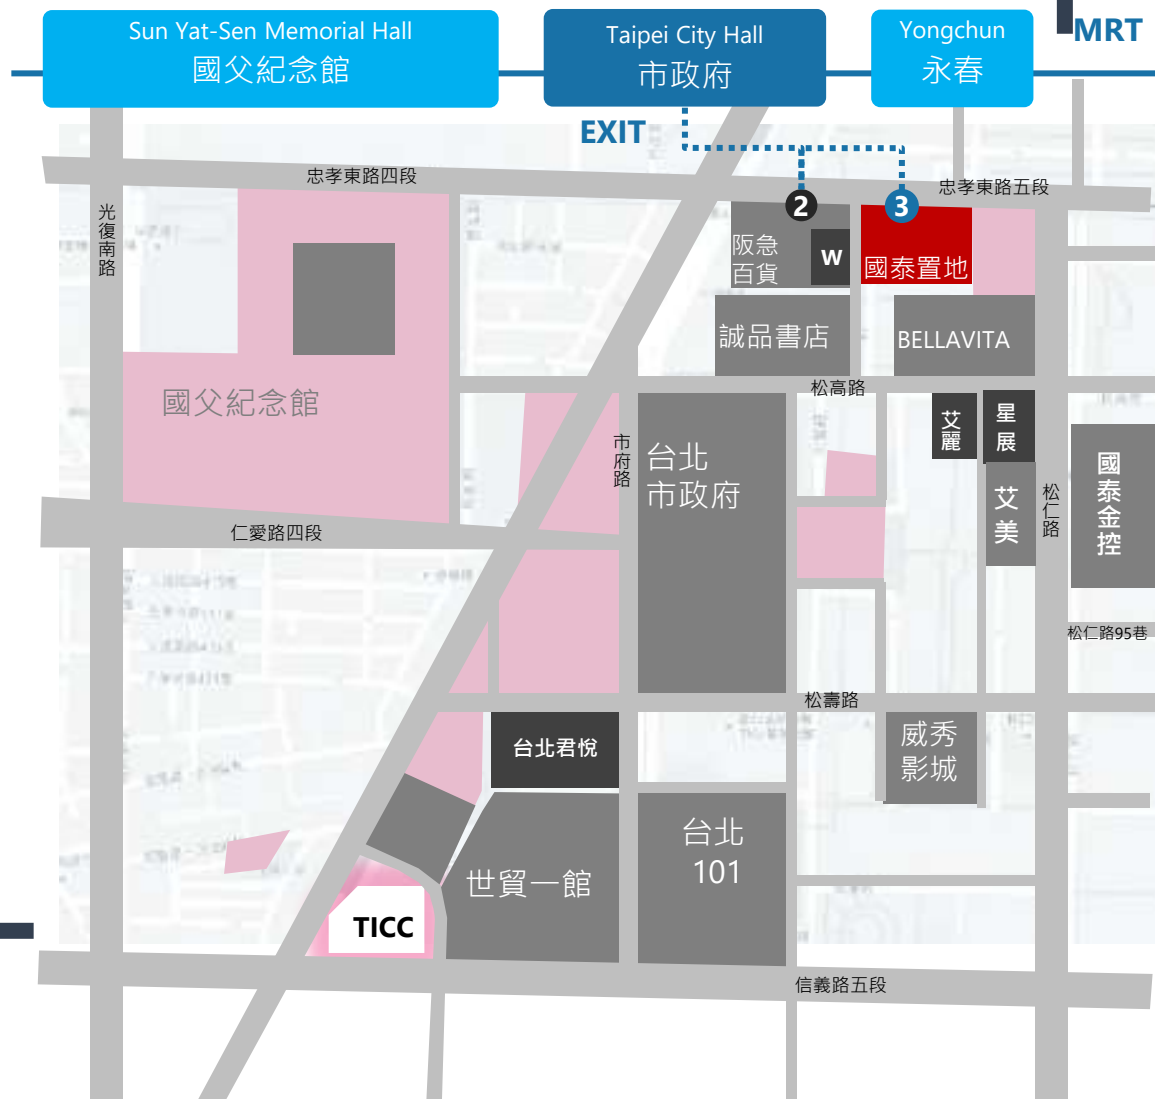 MRT
Sun Yat-Sen Memorial Hall
國父紀念館
Taipei City Hall
市政府
Yongchun
永春
EXIT
忠孝東路四段
忠孝東路五段
光復南路
2
3
阪急
百貨
W
國泰置地
誠品書店
BELLAVITA
松高路
國父紀念館
市府路
台北
市政府
艾麗
星展
艾美
松仁路
國泰金控
仁愛路四段
松仁路95巷
松壽路
台北君悅
威秀
影城
台北
101
世貿一館
TICC
信義路五段